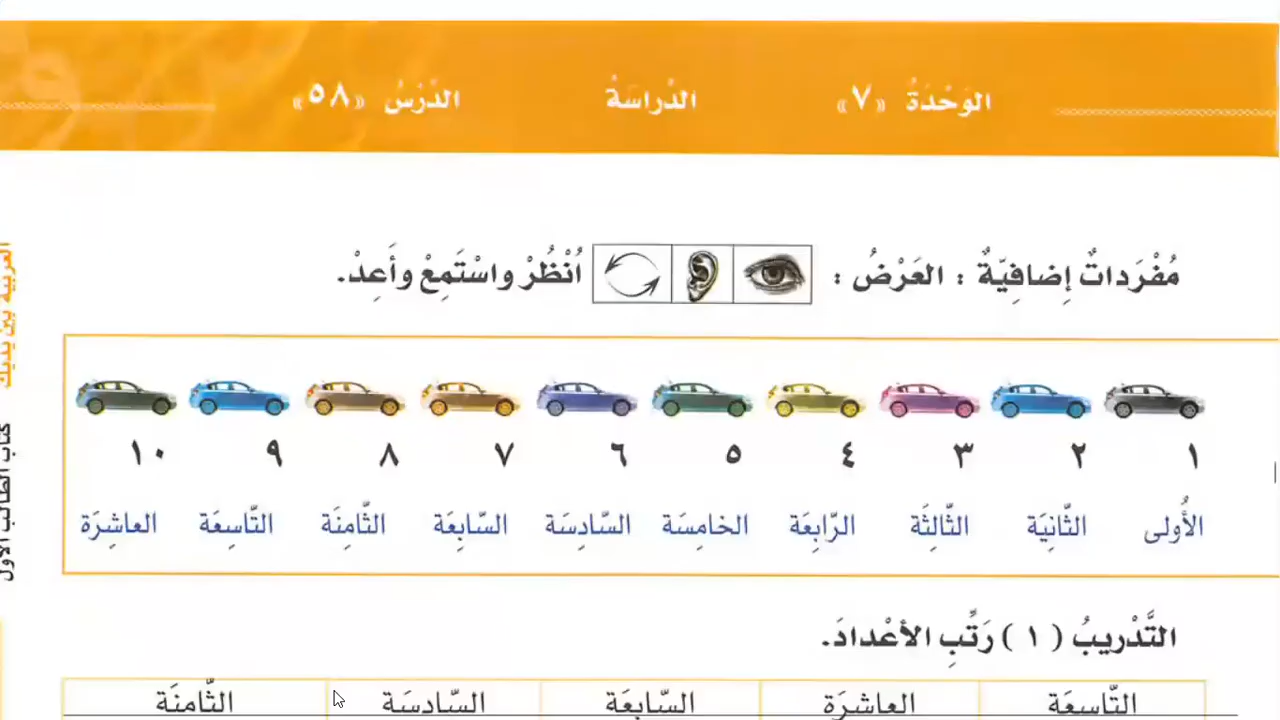 الوَحْدَةُ «٧» الدِّراسَةُ الدَّرْسُ «٥٨»
مُفْرَداتٌ إِضافِيّةٌ : العَرْضُ : اُنْظُرْ واسْتَمِعْ وأَعِدْ.
١ ٢ ٣ ٤ ٥ ٦ ٧ ٨ ٩ ١٠
الأُولى الثّانِيَة الثّالِثَة الرّابِعَة الخامِسَة السّادِسَة السّابِعَة الثّامِنَة التّاسِعَة العاشِرَة
التَّدْريبُ ( ١ ) رَتِّبِ الأعْدادَ.
التّاسِعَة العاشِرَة السّابِعَة السّادِسَة الثّامِنَة
العربية بين يديك كتاب الطالب الأول